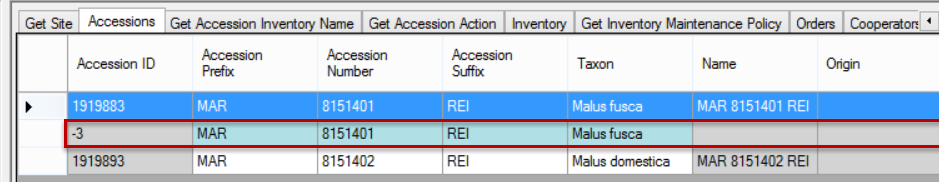 Get Site Accessions Get Accession Inventory Name Get Accession Action Inventory Get Inventory Maintenance Policy Orders Cooperators
Accession ID Accession Prefix Accession Number Accession Suffix Taxon Name Origin
1919883 MAR 8151401 REI Malus fusca MAR 8151401 REI
-3 MAR 8151401 REI Malus fusca
1919893 MAR 8151402 REI Malus domestica MAR 8151402 REI